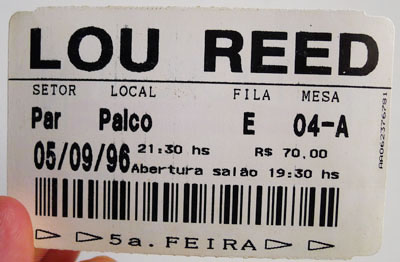 LOU REED
SETOR LOCAL FILA MESA
Par Palco E 04-A
05/09/96 21:30 hs R$ 70,00
Abertura salão 19:30 hs
5a. FEIRA
AA062376781